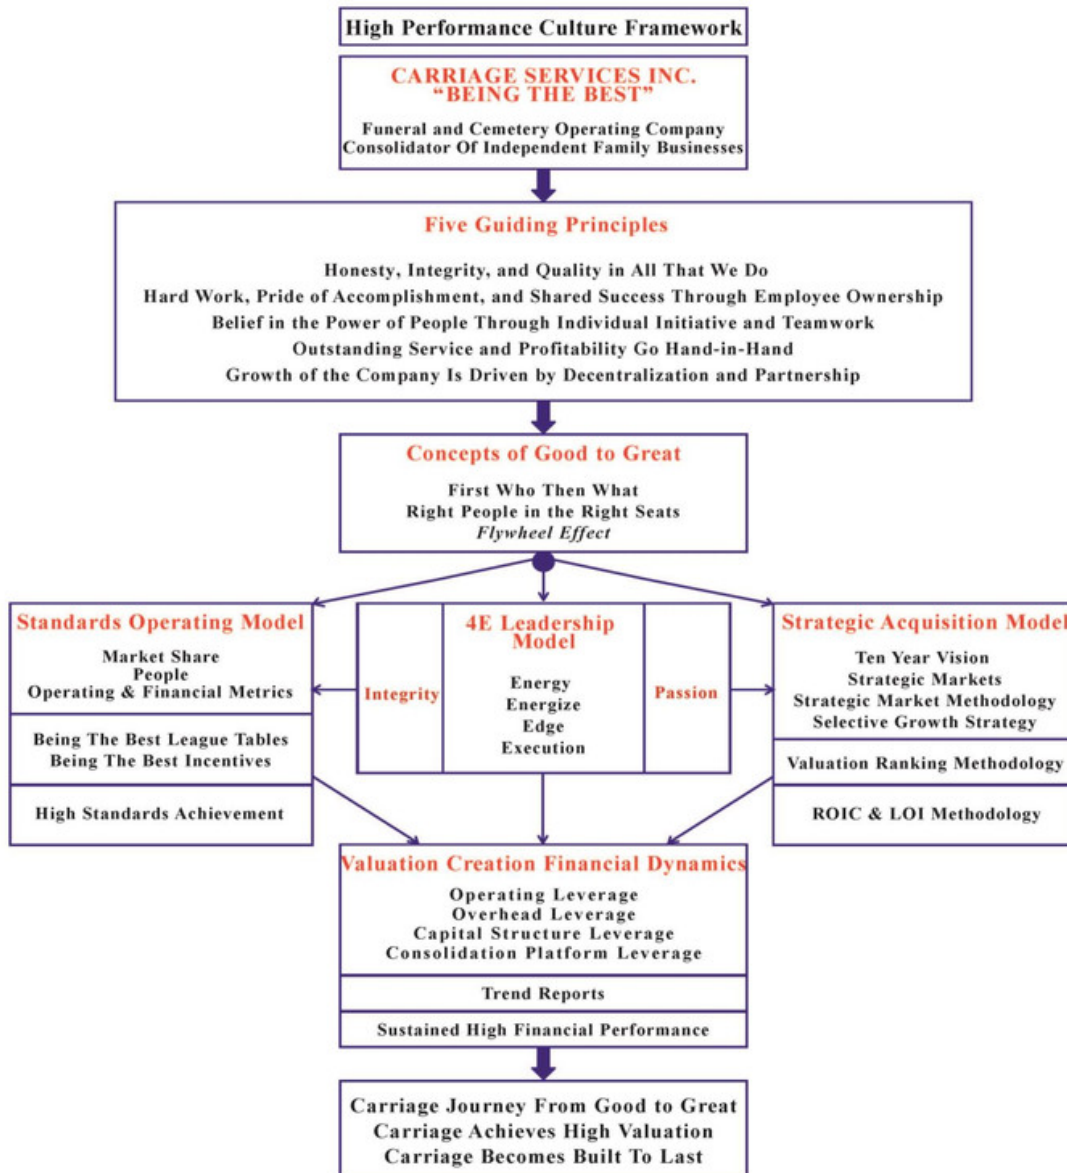 High Performance Culture Framework
CARRIAGE SERVICES INC.
“BEING THE BEST”
Funeral and Cemetery Operating Company
Consolidator Of Independent Family Businesses
Five Guiding Principles
Honesty, Integrity, and Quality in All That We Do
Hard Work, Pride of Accomplishment, and Shared Success Through Employee Ownership
Belief in the Power of People Through Individual Initiative and Teamwork
Outstanding Service and Profitability Go Hand-in-Hand
Growth of the Company Is Driven by Decentralization and Partnership
Concepts of Good to Great
First Who Then What
Right People in the Right Seats
Flywheel Effect
Standards Operating Model
Market Share
People
Operating & Financial Metrics
Being The Best League Tables
Being The Best Incentives
High Standards Achievement
Integrity
4E Leadership
Model
Energy
Energize
Edge
Execution
Passion
Strategic Acquisition Model
Ten Year Vision
Strategic Markets
Strategic Market Methodology
Selective Growth Strategy
Valuation Ranking Methodology
ROIC & LOI Methodology
Valuation Creation Financial Dynamics
Operating Leverage
Overhead Leverage
Capital Structure Leverage
Consolidation Platform Leverage
Trend Reports
Sustained High Financial Performance
Carriage Journey From Good to Great
Carriage Achieves High Valuation
Carriage Becomes Built To Last